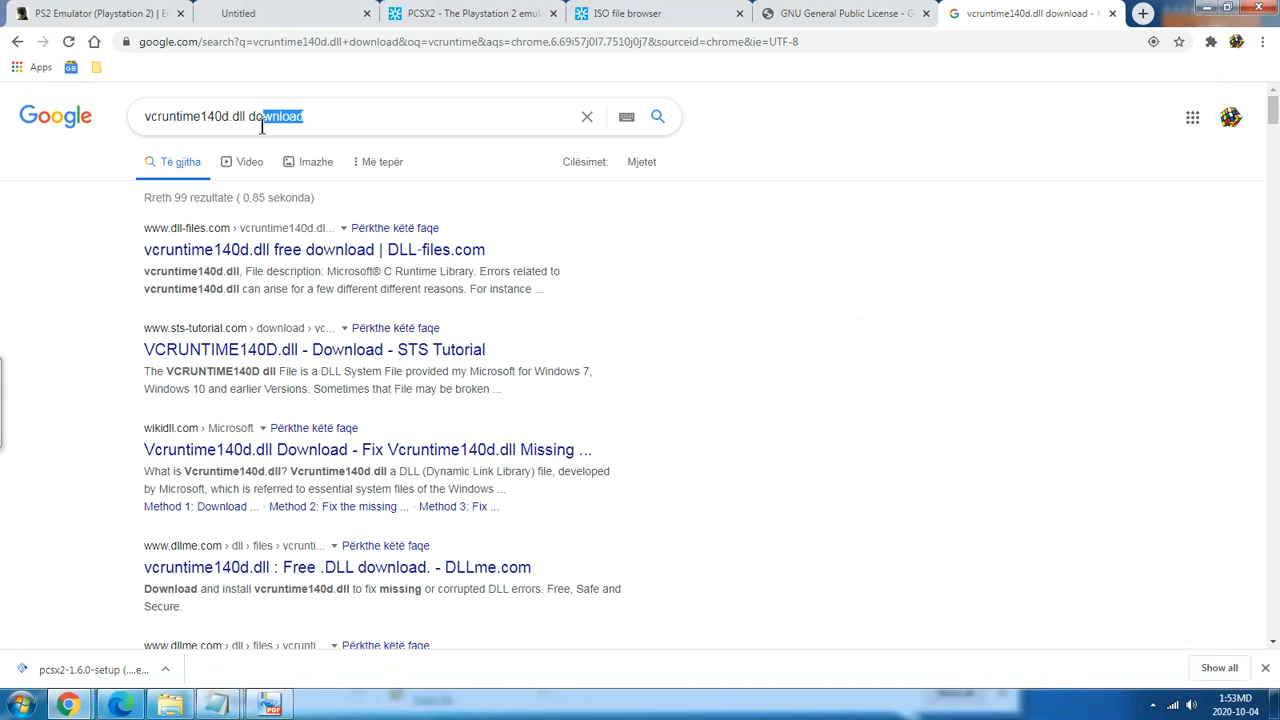 PS2 Emulator (Playstation 2) | E
Untitled
PCSX2 - The Playstation 2 emul
ISO file browser
GNU General Public License - G
vcruntime140d.dll download -
google.com/search?q=vcruntime140d.dll+download&oq=vcruntime&aqs=chrome.6.69i57j0l7.7510j0j7&sourceid=chrome&ie=UTF-8
Apps
Google
vcruntime140d.dll download
Të gjitha
Video
Imazhe
Më tepër
Cilësimet:
Mjetet
Rreth 99 rezultate ( 0,85 sekonda)
www.dll-files.com › vcruntime140d.dl... Përkthe këtë faqe
vcruntime140d.dll free download | DLL-files.com
vcruntime140d.dll, File description: Microsoft® C Runtime Library. Errors related to
vcruntime140d.dll can arise for a few different different reasons. For instance ...
www.sts-tutorial.com › download › vc... Përkthe këtë faqe
VCRUNTIME140D.dll - Download - STS Tutorial
The VCRUNTIME140D dll File is a DLL System File provided my Microsoft for Windows 7,
Windows 10 and earlier Versions. Sometimes that File may be broken ...
wikidll.com › Microsoft Përkthe këtë faqe
Vcruntime140d.dll Download - Fix Vcruntime140d.dll Missing ...
What is Vcruntime140d.dll? Vcruntime140d.dll a DLL (Dynamic Link Library) file, developed
by Microsoft, which is referred to essential system files of the Windows ...
Method 1: Download ... · Method 2: Fix the missing ... · Method 3: Fix ...
www.dllme.com › dll › files › vcrunti... Përkthe këtë faqe
vcruntime140d.dll : Free .DLL download. - DLLme.com
Download and install vcruntime140d.dll to fix missing or corrupted DLL errors. Free, Safe and
Secure.
www.dllme.com › dll › files › vcrunti... Përkthe këtë faqe
pcsx2-1.6.0-setup (....e...
Show all
1:53MD
2020-10-04